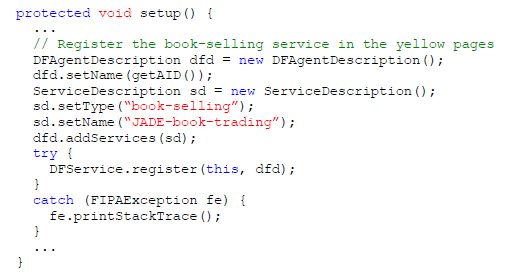 protected void setup() {
  ...
  // Register the book-selling service in the yellow pages
  DFAgentDescription dfd = new DFAgentDescription();
  dfd.setName(getAID());
  ServiceDescription sd = new ServiceDescription();
  sd.setType(“book-selling”);
  sd.setName(“JADE-book-trading”);
  dfd.addServices(sd);
  try {
    DFService.register(this, dfd);
  }
  catch (FIPAException fe) {
    fe.printStackTrace();
  }
  ...
}